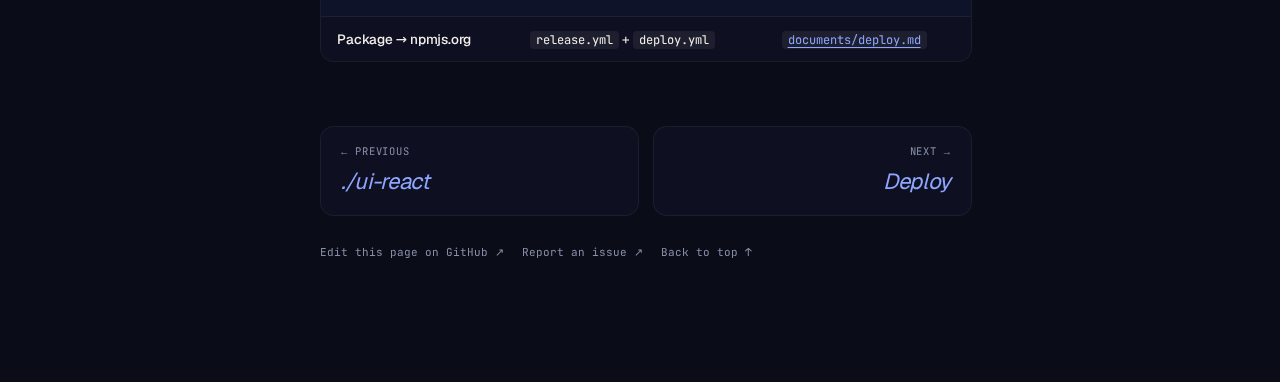 Package → npmjs.org release.yml + deploy.yml documents/deploy.md
← PREVIOUS
./ui-react
NEXT →
Deploy
Edit this page on GitHub ↗ Report an issue ↗ Back to top ↑